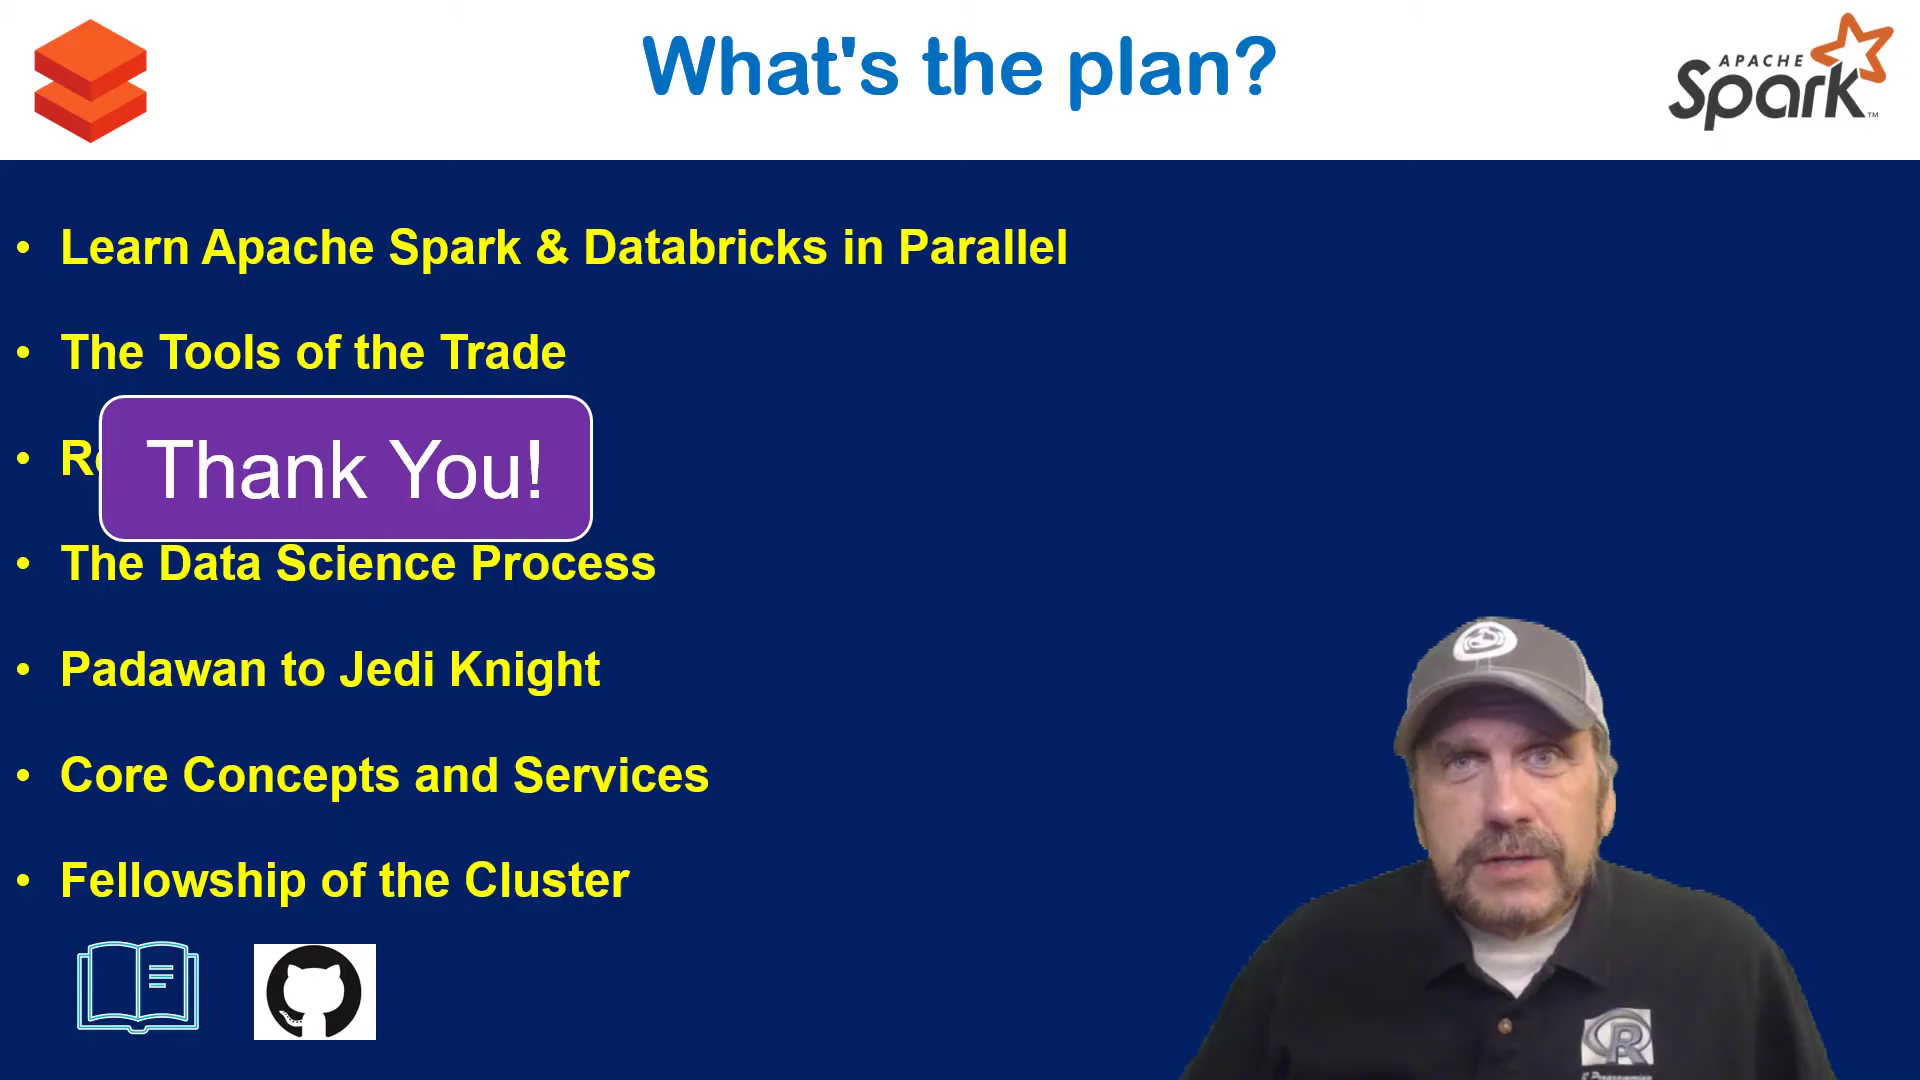 What's the plan?
APACHE
Spark™
• Learn Apache Spark & Databricks in Parallel
• The Tools of the Trade
Thank You!
• The Data Science Process
• Padawan to Jedi Knight
• Core Concepts and Services
• Fellowship of the Cluster
R